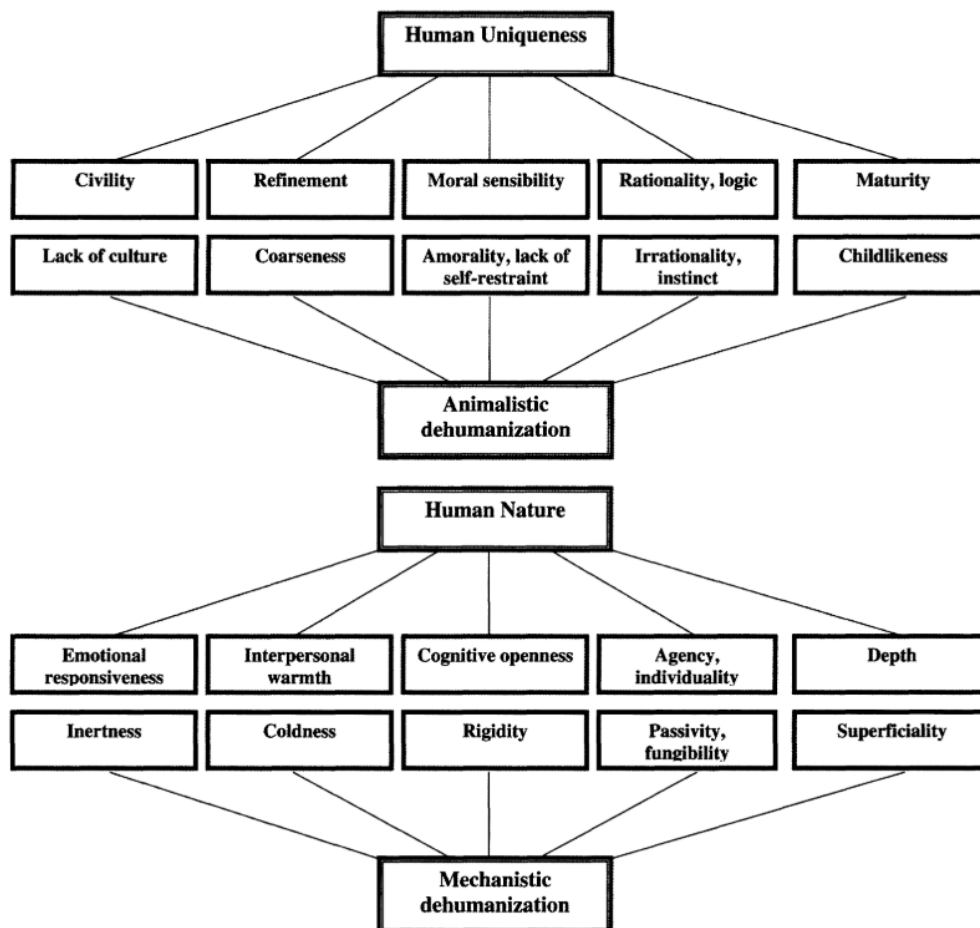 Human Uniqueness
Civility
Refinement
Moral sensibility
Rationality, logic
Maturity
Lack of culture
Coarseness
Amorality, lack of
self-restraint
Irrationality,
instinct
Childlikeness
Animalistic
dehumanization
Human Nature
Emotional
responsiveness
Interpersonal
warmth
Cognitive openness
Agency,
individuality
Depth
Inertness
Coldness
Rigidity
Passivity,
fungibility
Superficiality
Mechanistic
dehumanization